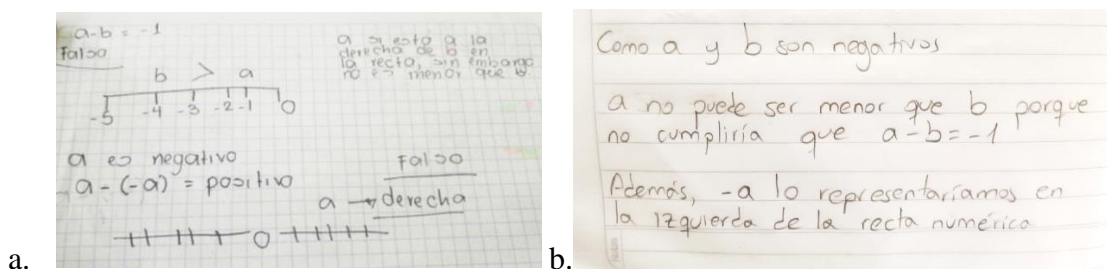 a-b = -1
Falso
a si esta a la
derecha de b en
la recta, sin embargo
no es menor que b
b > a
-5 -4 -3 -2 -1 0
a es negativo
a - (-a) = positivo
Falso
a → derecha
0
a.
Como a y b son negativos
a no puede ser menor que b porque
no cumpliría que a-b=-1
Además, -a lo representaríamos en
la izquierda de la recta numérica
b.